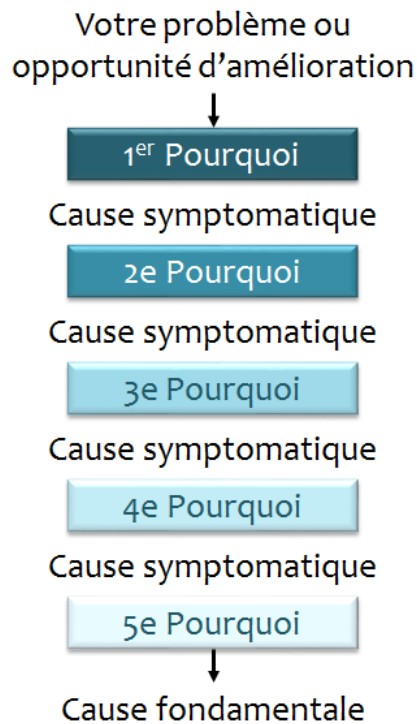 Votre problème ou
opportunité d'amélioration
1er Pourquoi
Cause symptomatique
2e Pourquoi
Cause symptomatique
3e Pourquoi
Cause symptomatique
4e Pourquoi
Cause symptomatique
5e Pourquoi
Cause fondamentale